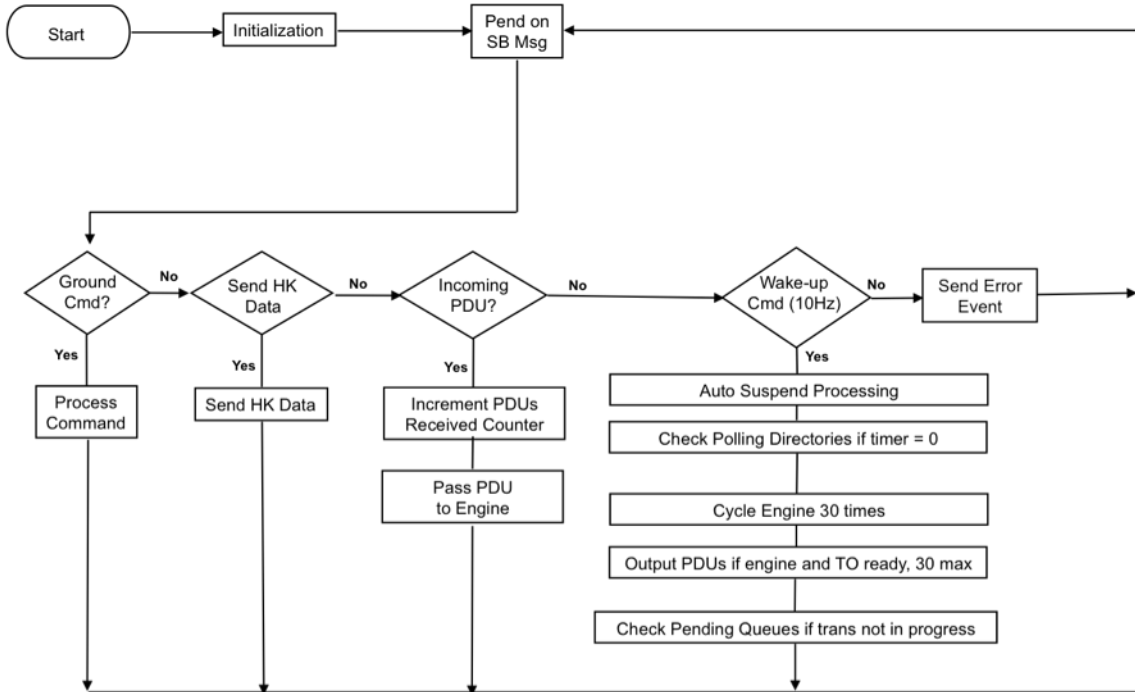 Start
Initialization
Pend on
SB Msg
Ground
Cmd?
No
Send HK
Data
No
Incoming
PDU?
No
Wake-up
Cmd (10Hz)
No
Send Error
Event
Yes
Yes
Yes
Yes
Process
Command
Send HK Data
Increment PDUs
Received Counter
Pass PDU
to Engine
Auto Suspend Processing
Check Polling Directories if timer = 0
Cycle Engine 30 times
Output PDUs if engine and TO ready, 30 max
Check Pending Queues if trans not in progress